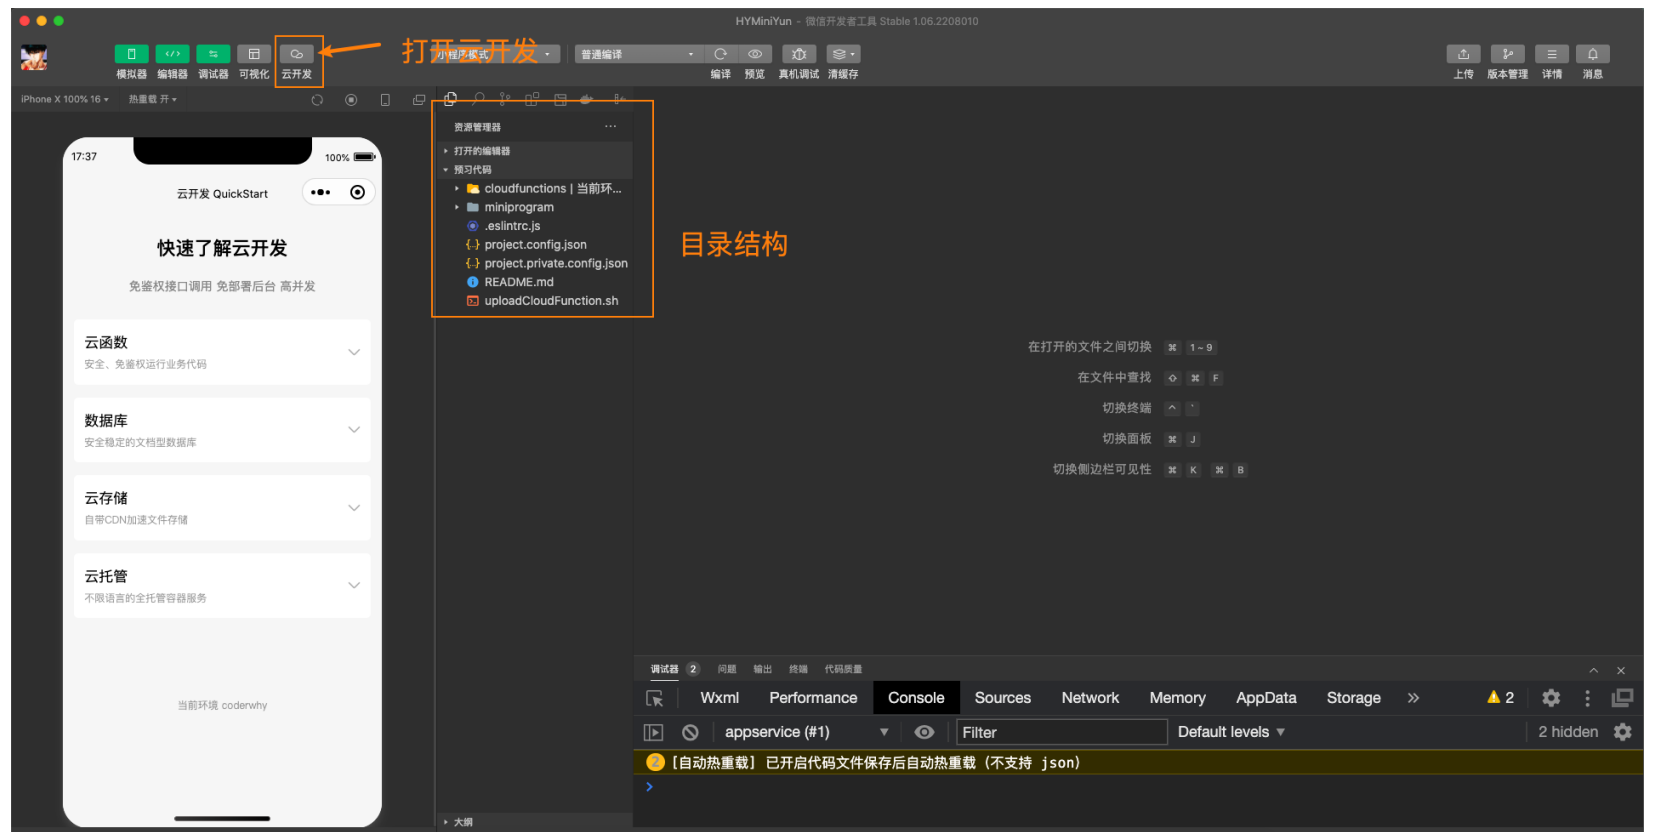 HYMiniYun - 微信开发者工具 Stable 1.06.2208010
打开云开发
小程序模式
普通编译
模拟器 编辑器 调试器 可视化 云开发
编译 预览 真机调试 清缓存
上传 版本管理 详情 消息
iPhone X 100% 16 热重载 开
17:37
100%
云开发 QuickStart
快速了解云开发
免鉴权接口调用 免部署后台 高并发
云函数
安全、免鉴权运行业务代码
数据库
安全稳定的文档型数据库
云存储
自带CDN加速文件存储
云托管
不限语言的全托管容器服务
当前环境 coderwhy
资源管理器
打开的编辑器
预习代码
cloudfunctions | 当前环...
miniprogram
.eslintrc.js
project.config.json
project.private.config.json
README.md
uploadCloudFunction.sh
大纲
目录结构
在打开的文件之间切换 ⌘ 1~9
在文件中查找 ⇧ ⌘ F
切换终端 ^ `
切换面板 ⌘ J
切换侧边栏可见性 ⌘ K ⌘ B
调试器 2 问题 输出 终端 代码质量
Wxml Performance Console Sources Network Memory AppData Storage » 2
appservice (#1) Filter Default levels 2 hidden
2 [自动热重载] 已开启代码文件保存后自动热重载（不支持 json）